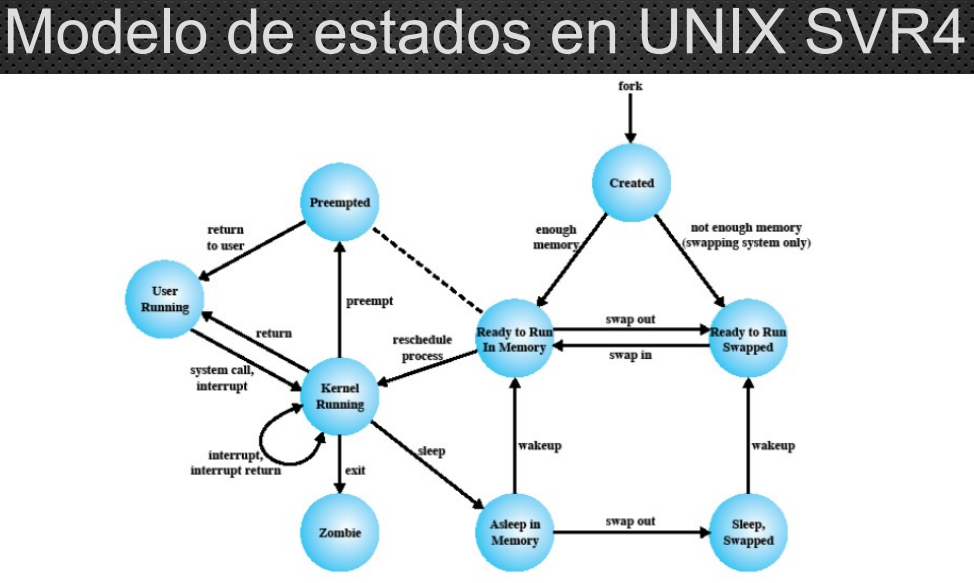 Modelo de estados en UNIX SVR4
fork
Created
Preempted
enough
memory
not enough memory
(swapping system only)
return
to user
User
Running
preempt
return
Ready to Run
In Memory
swap out
swap in
Ready to Run
Swapped
reschedule
process
system call,
interrupt
Kernel
Running
interrupt,
interrupt return
exit
sleep
wakeup
wakeup
Zombie
Asleep in
Memory
swap out
Sleep,
Swapped